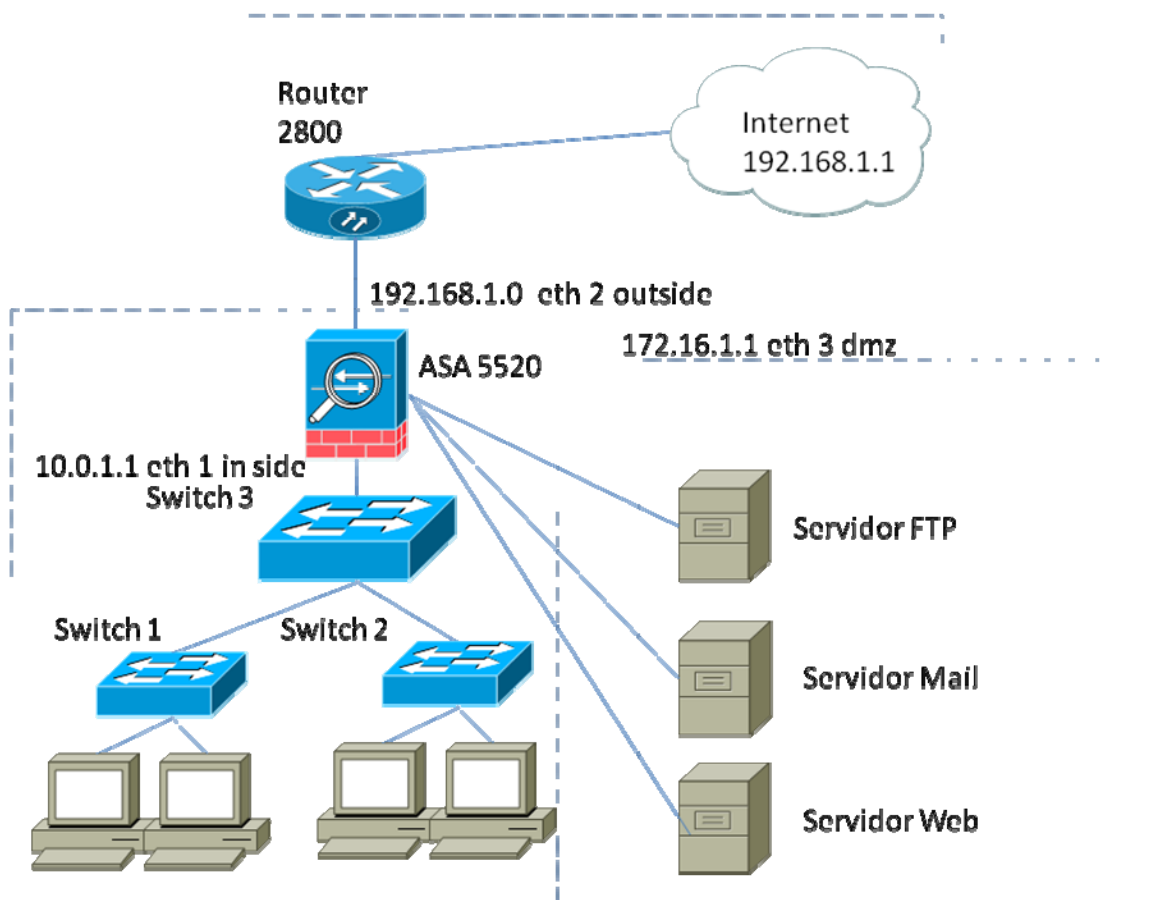 Router
2800
Internet
192.168.1.1
192.168.1.0 eth 2 outside
172.16.1.1 eth 3 dmz
ASA 5520
10.0.1.1 eth 1 in side
Switch 3
Servidor FTP
Switch 1
Switch 2
Servidor Mail
Servidor Web